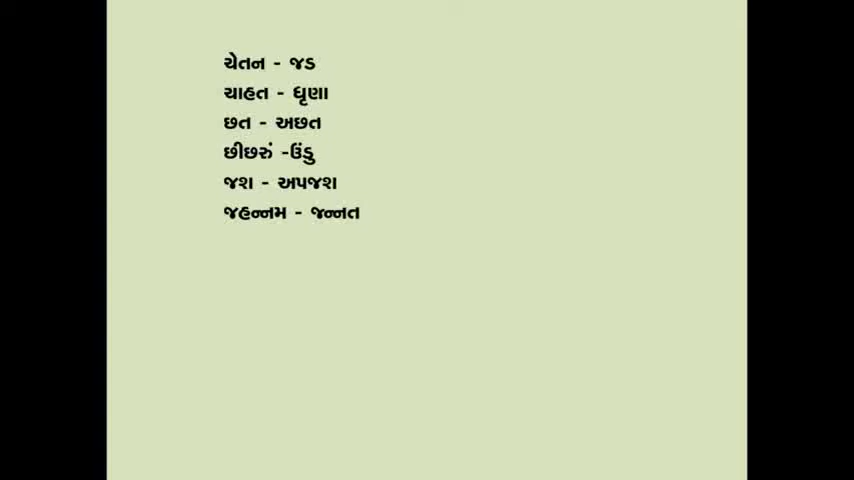 ચેતન - જડ
ચાહત - ધૃણા
છત - અછત
છીછરું -ઉંડુ
જશ - અપજશ
જહન્નમ - જન્નત